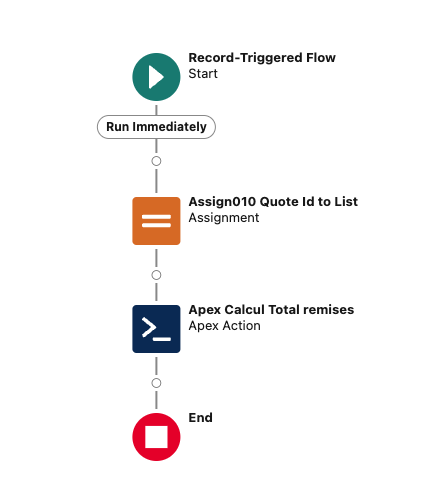 Record-Triggered Flow
Start
Run Immediately
Assign010 Quote Id to List
Assignment
Apex Calcul Total remises
Apex Action
End